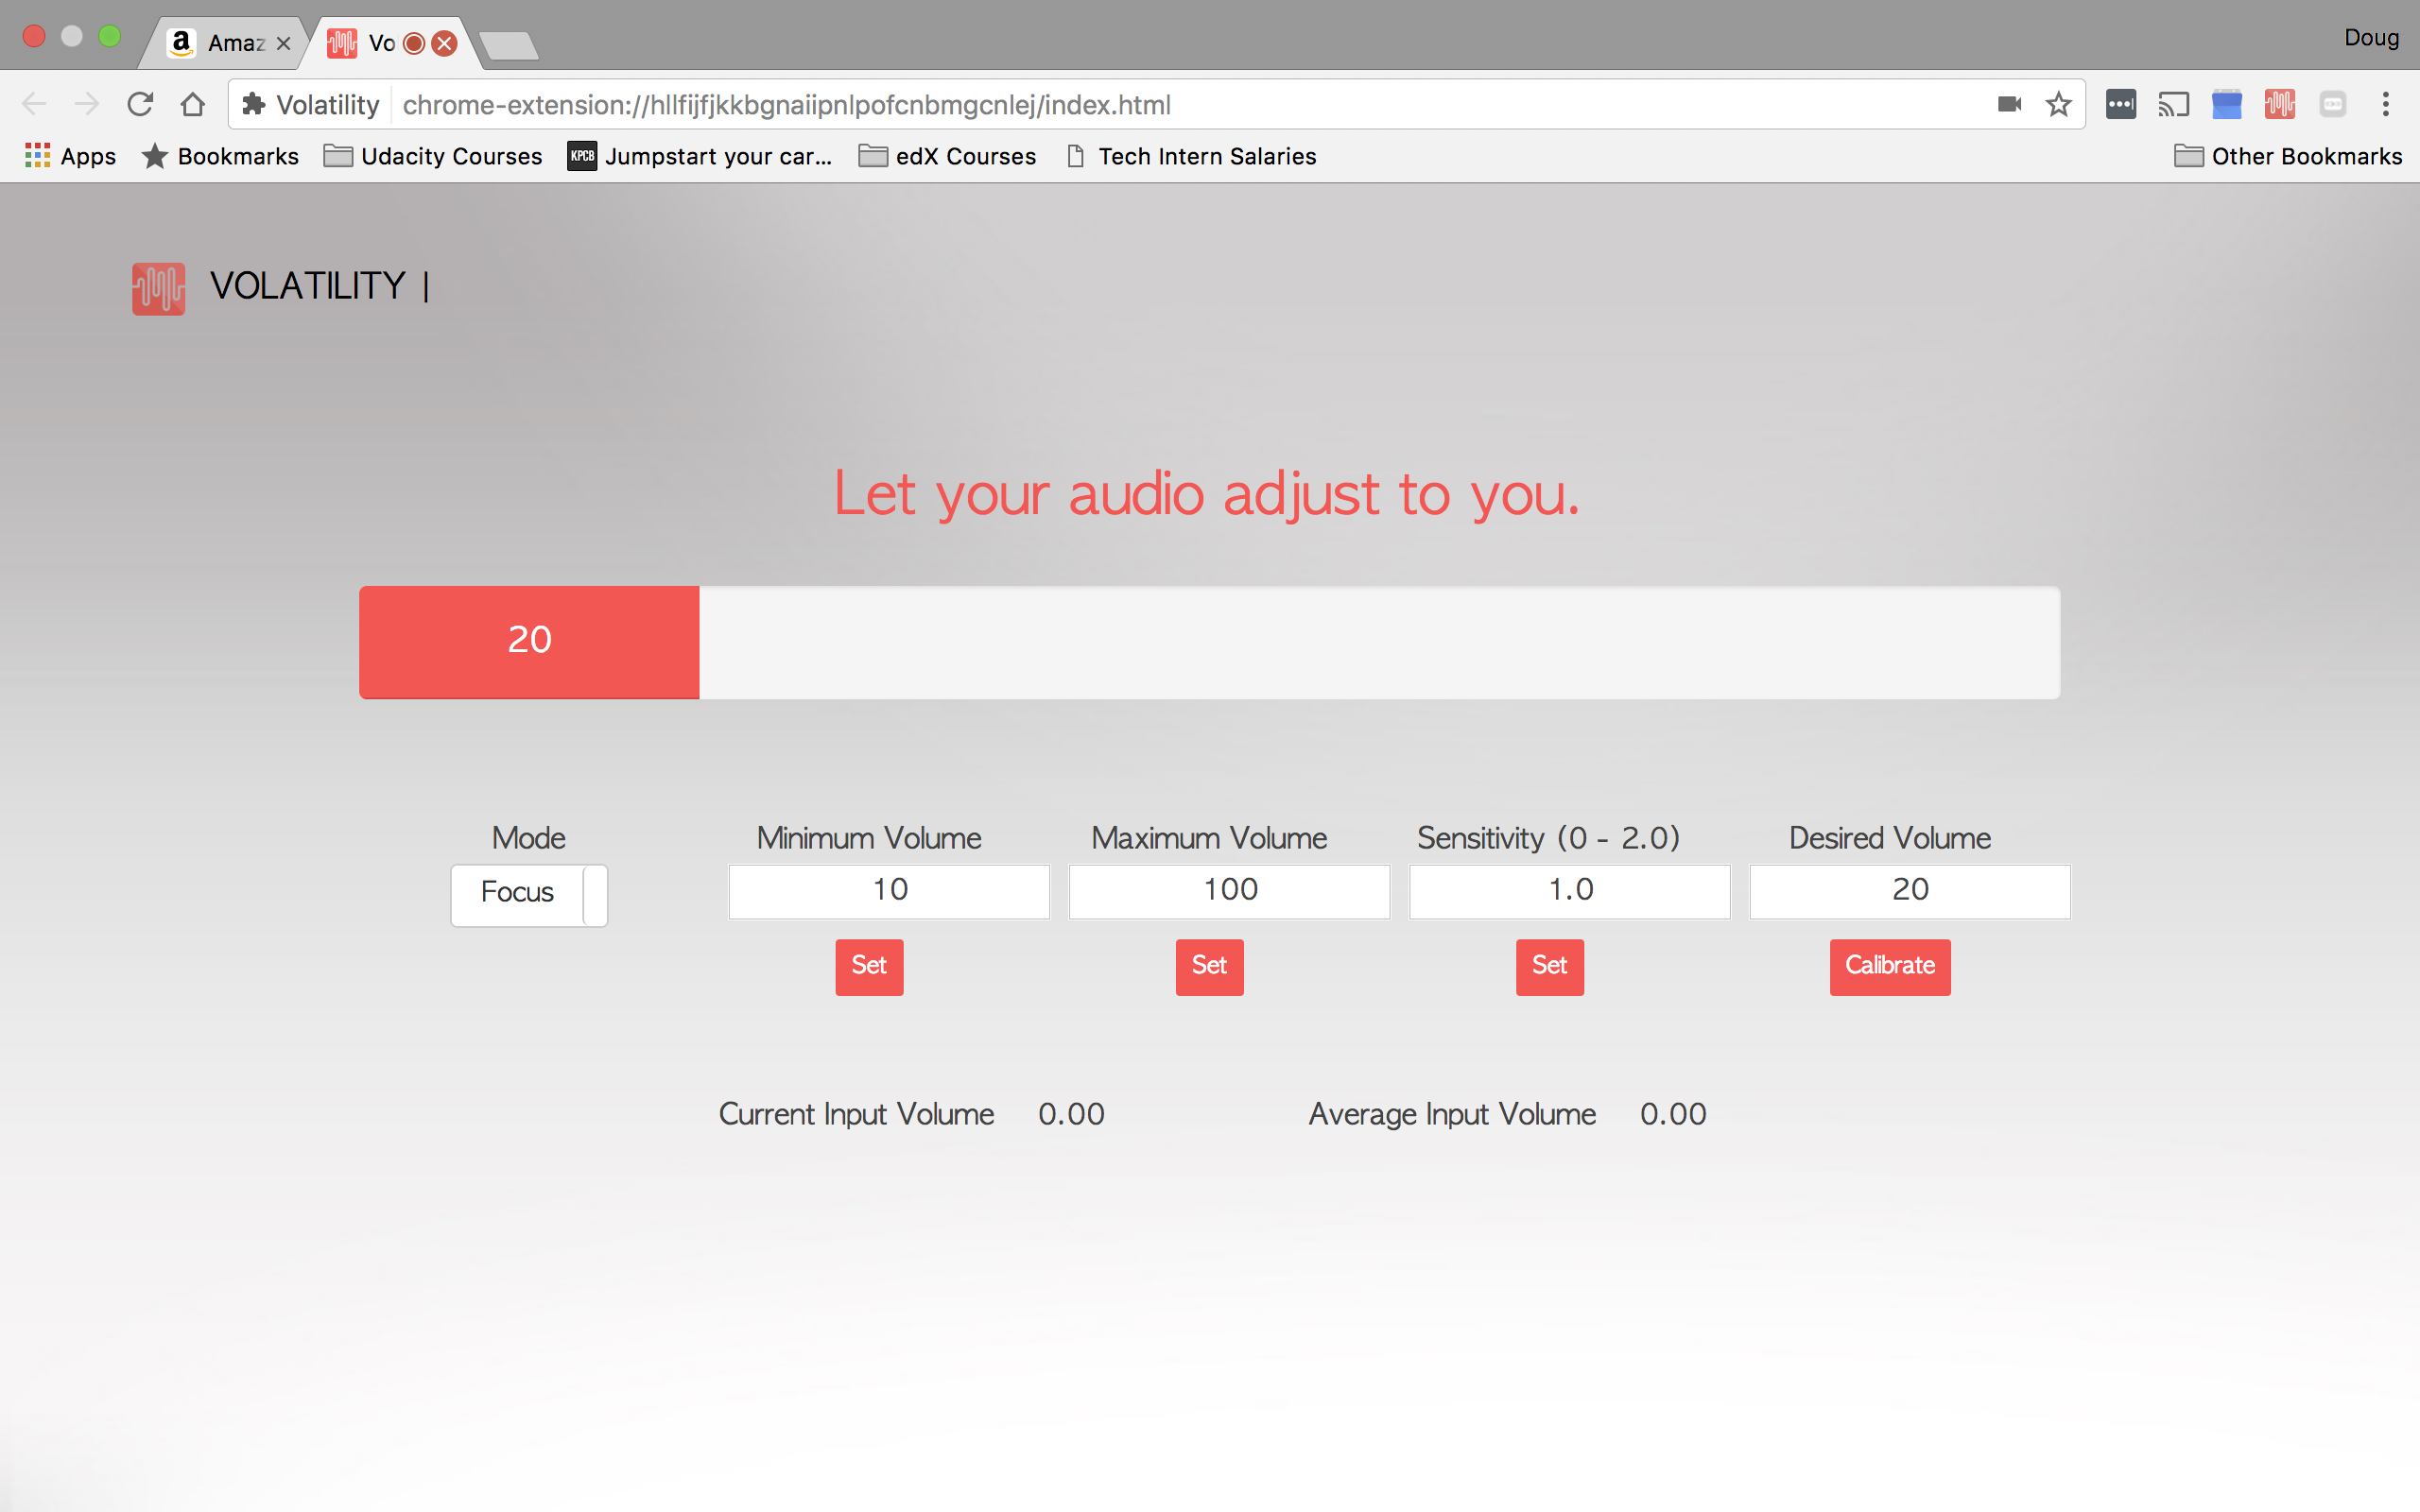 Amaz
Vo
Doug
Volatility chrome-extension://hllfijfjkkbgnaiipnlpofcnbmgcnlej/index.html
Apps Bookmarks Udacity Courses KPCB Jumpstart your car... edX Courses Tech Intern Salaries Other Bookmarks
VOLATILITY |
Let your audio adjust to you.
20
Mode Minimum Volume Maximum Volume Sensitivity (0 - 2.0) Desired Volume
Focus 10 100 1.0 20
Set Set Set Calibrate
Current Input Volume 0.00 Average Input Volume 0.00